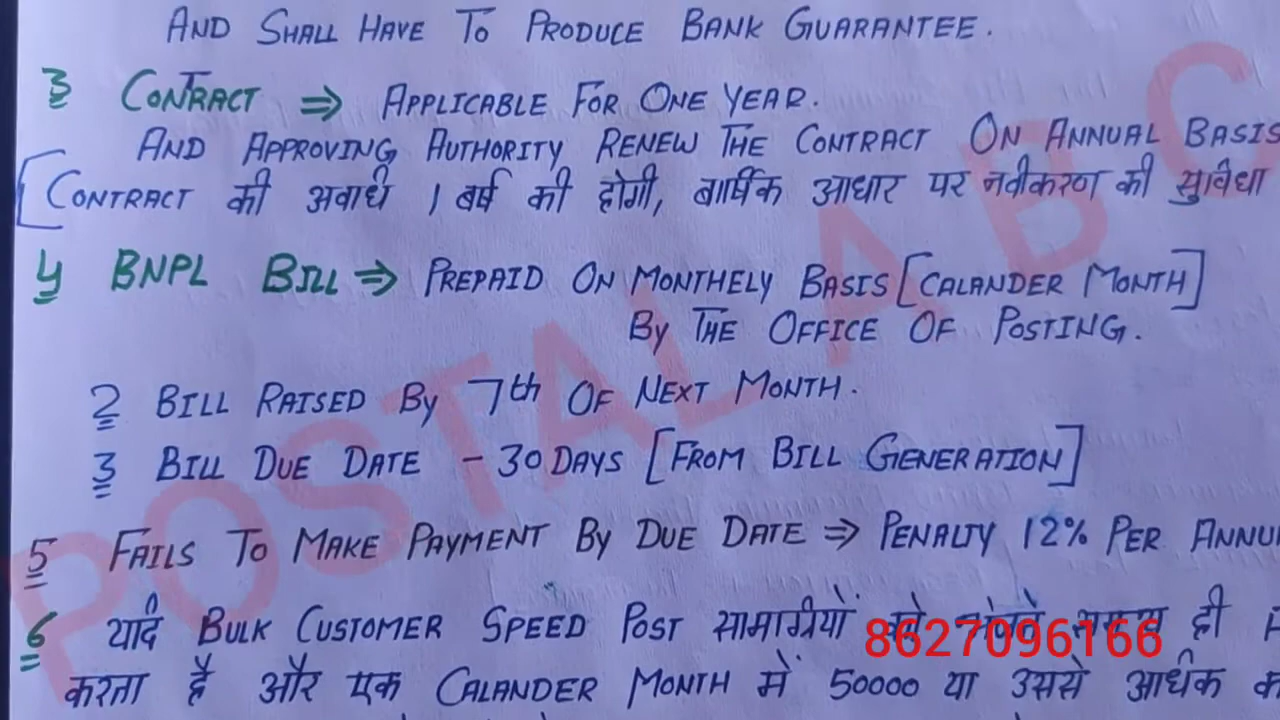 AND SHALL HAVE TO PRODUCE BANK GUARANTEE.
3 CONTRACT ⇒ APPLICABLE FOR ONE YEAR.
AND APPROVING AUTHORITY RENEW THE CONTRACT ON ANNUAL BASIS
[CONTRACT की अवधि 1 बर्ष की होगी, बार्षिक आधार पर नवीकरण की सुविधा
4 BNPL BILL ⇒ PREPAID ON MONTHELY BASIS [CALANDER MONTH]
BY THE OFFICE OF POSTING.
2 BILL RAISED BY 7th OF NEXT MONTH.
3 BILL DUE DATE - 30 DAYS [FROM BILL GENERATION]
5 FAILS TO MAKE PAYMENT BY DUE DATE ⇒ PENALTY 12% PER ANNU
6 यदि BULK CUSTOMER SPEED POST सामाग्रीयों ही
8627096166
करता है और एक CALANDER MONTH में 50000 या उससे अधिक
POSTAL ABC